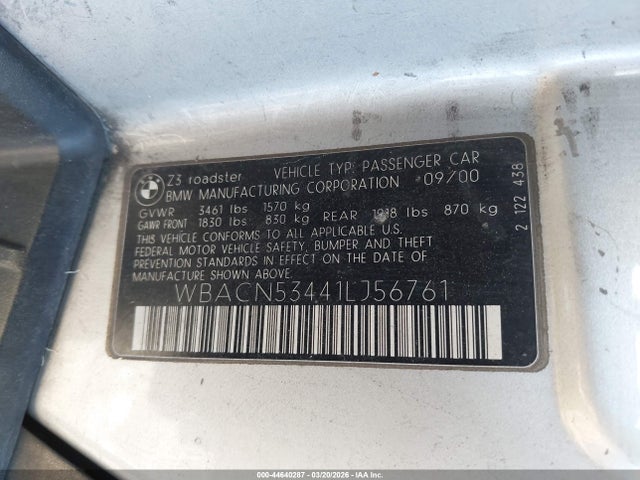 Z3 roadster VEHICLE TYP: PASSENGER CAR
BMW MANUFACTURING CORPORATION 09/00
GVWR 3461 lbs 1570 kg
GAWR FRONT 1830 lbs 830 kg REAR 1918 lbs 870 kg
THIS VEHICLE CONFORMS TO ALL APPLICABLE U.S.
FEDERAL MOTOR VEHICLE SAFETY, BUMPER AND THEFT
PREVENTION STANDARDS IN EFFECT ON THE DATE OF
MANUFACTURE SHOWN ABOVE.
WBACN53441LJ56761
2 122 438
000-44640287 - 03/20/2026 - IAA, Inc.